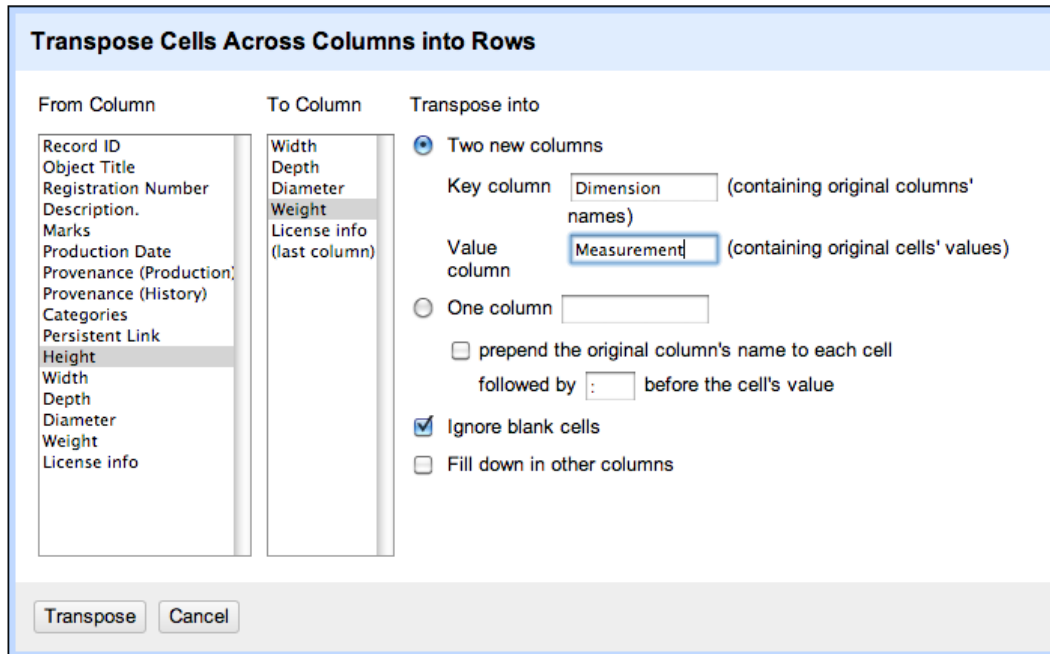 Transpose Cells Across Columns into Rows
From Column
Record ID
Object Title
Registration Number
Description.
Marks
Production Date
Provenance (Production)
Provenance (History)
Categories
Persistent Link
Height
Width
Depth
Diameter
Weight
License info
To Column
Width
Depth
Diameter
Weight
License info
(last column)
Transpose into
Two new columns
Key column Dimension (containing original columns'
names)
Value Measurement (containing original cells' values)
column
One column
prepend the original column's name to each cell
followed by : before the cell's value
Ignore blank cells
Fill down in other columns
Transpose Cancel